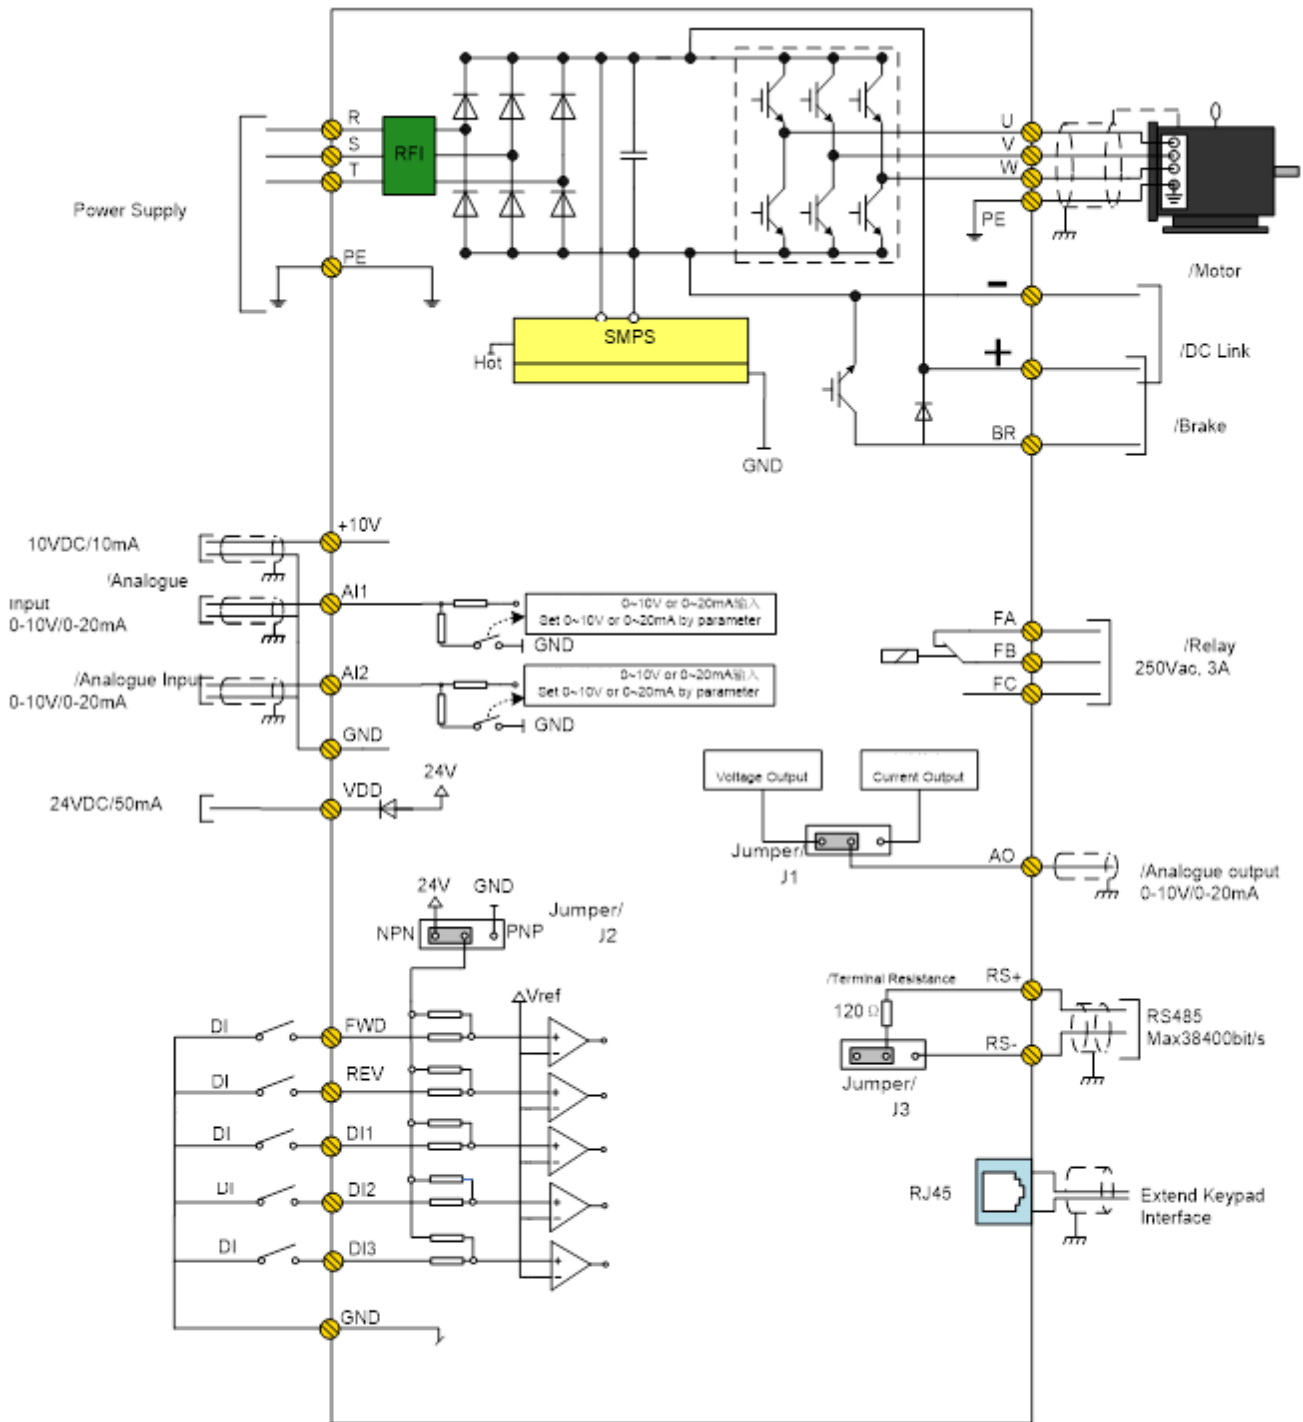 R
S
T
RFI
U
V
W
PE
Power Supply
PE
/Motor
-
SMPS
Hot
+
/DC Link
/Brake
BR
GND
+10V
10VDC/10mA
/Analogue
Input
0-10V/0-20mA
AI1
0~10V or 0~20mA输入
Set 0~10V or 0~20mA by parameter
GND
FA
/Relay
250Vac, 3A
FB
FC
/Analogue Input
0-10V/0-20mA
AI2
0~10V or 0~20mA输入
Set 0~10V or 0~20mA by parameter
GND
GND
24V
VDD
24VDC/50mA
Voltage Output
Current Output
Jumper/
J1
AO
/Analogue output
0-10V/0-20mA
24V
GND
NPN
PNP
Jumper/
J2
/Terminal Resistance
RS+
120 Ω
RS485
Max38400bit/s
RS-
Jumper/
J3
Vref
DI
FWD
DI
REV
DI
DI1
DI
DI2
DI
DI3
GND
RJ45
Extend Keypad
Interface